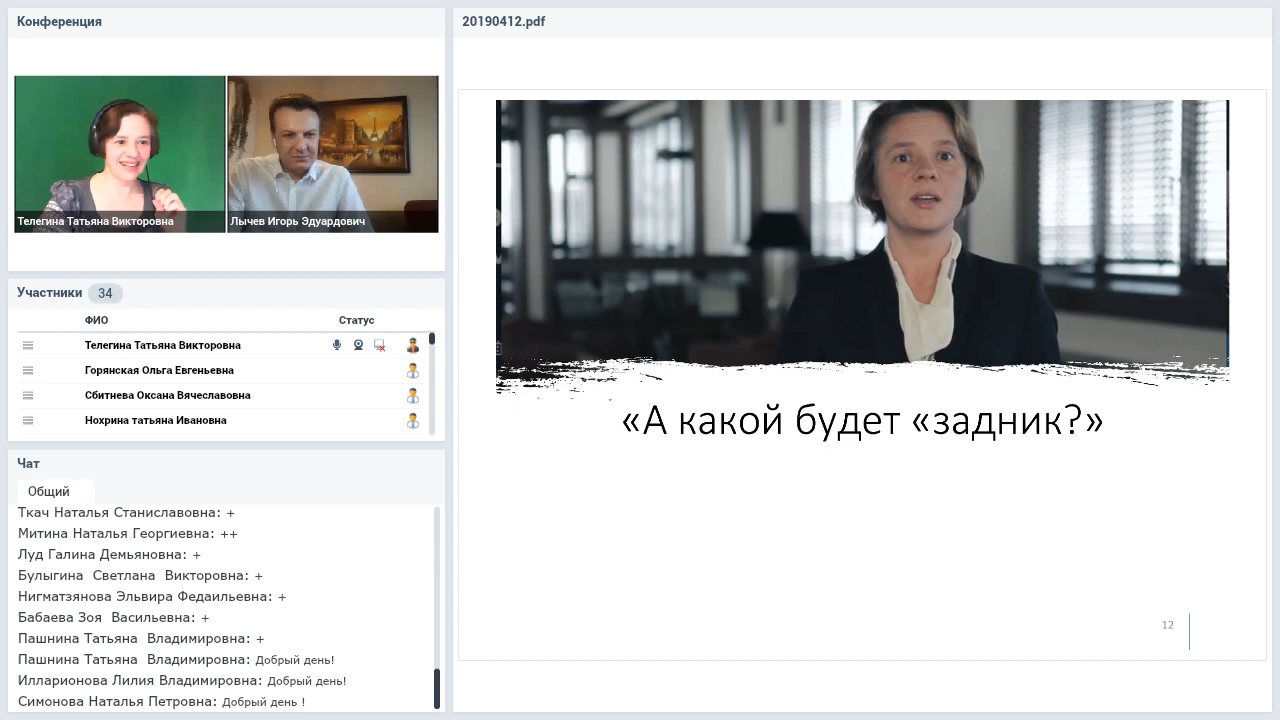 Конференция
Телегина Татьяна Викторовна
Лычев Игорь Эдуардович
Участники 34
ФИО Статус
Телегина Татьяна Викторовна
Горянская Ольга Евгеньевна
Сбитнева Оксана Вячеславовна
Нохрина татьяна Ивановна
Чат
Общий
Ткач Наталья Станиславовна: +
Митина Наталья Георгиевна: ++
Луд Галина Демьяновна: +
Булыгина  Светлана  Викторовна: +
Нигматзянова Эльвира Федаильевна: +
Бабаева Зоя  Васильевна: +
Пашнина Татьяна  Владимировна: +
Пашнина Татьяна  Владимировна: Добрый день!
Илларионова Лилия Владимировна: Добрый день!
Симонова Наталья Петровна: Добрый день !
20190412.pdf
«А какой будет «задник?»
12